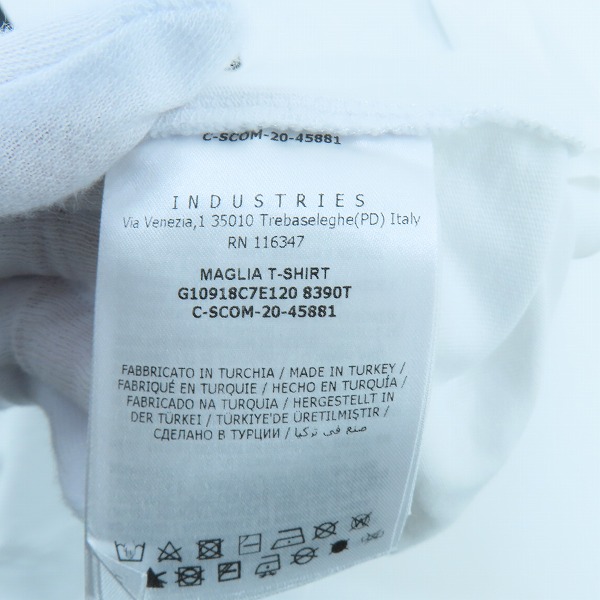 C-SCOM-20-45881
INDUSTRIES
Via Venezia,1 35010 Trebaseleghe(PD) Italy
RN 116347
MAGLIA T-SHIRT
G10918C7E120 8390T
C-SCOM-20-45881
FABBRICATO IN TURCHIA / MADE IN TURKEY /
FABRIQUÉ EN TURQUIE / HECHO EN TURQUÍA /
FABRICADO NA TURQUIA / HERGESTELLT IN
DER TÜRKEI / TÜRKIYE'DE ÜRETILMIŞTIR /
СДЕЛАНО В ТУРЦИИ / صنع في تركيا